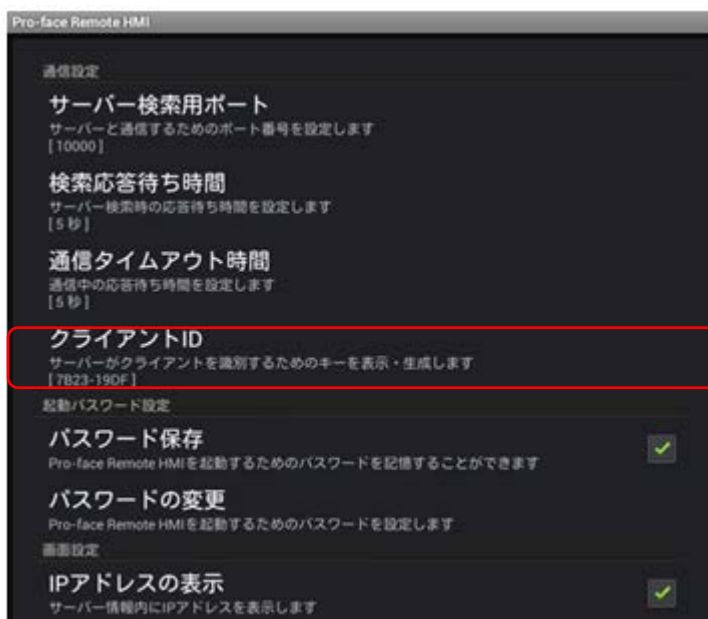 Pro-face Remote HMI
通信設定
サーバー検索用ポート
サーバーと通信するためのポート番号を設定します
[10000]
検索応答待ち時間
サーバー検索時の応答待ち時間を設定します
[5 秒]
通信タイムアウト時間
通信中の応答待ち時間を設定します
[5 秒]
クライアントID
サーバーがクライアントを識別するためのキーを表示・生成します
[7B23-19DF]
起動パスワード設定
パスワード保存
Pro-face Remote HMIを起動するためのパスワードを記憶することができます
パスワードの変更
Pro-face Remote HMIを起動するためのパスワードを設定します
画面設定
IPアドレスの表示
サーバー情報内にIPアドレスを表示します